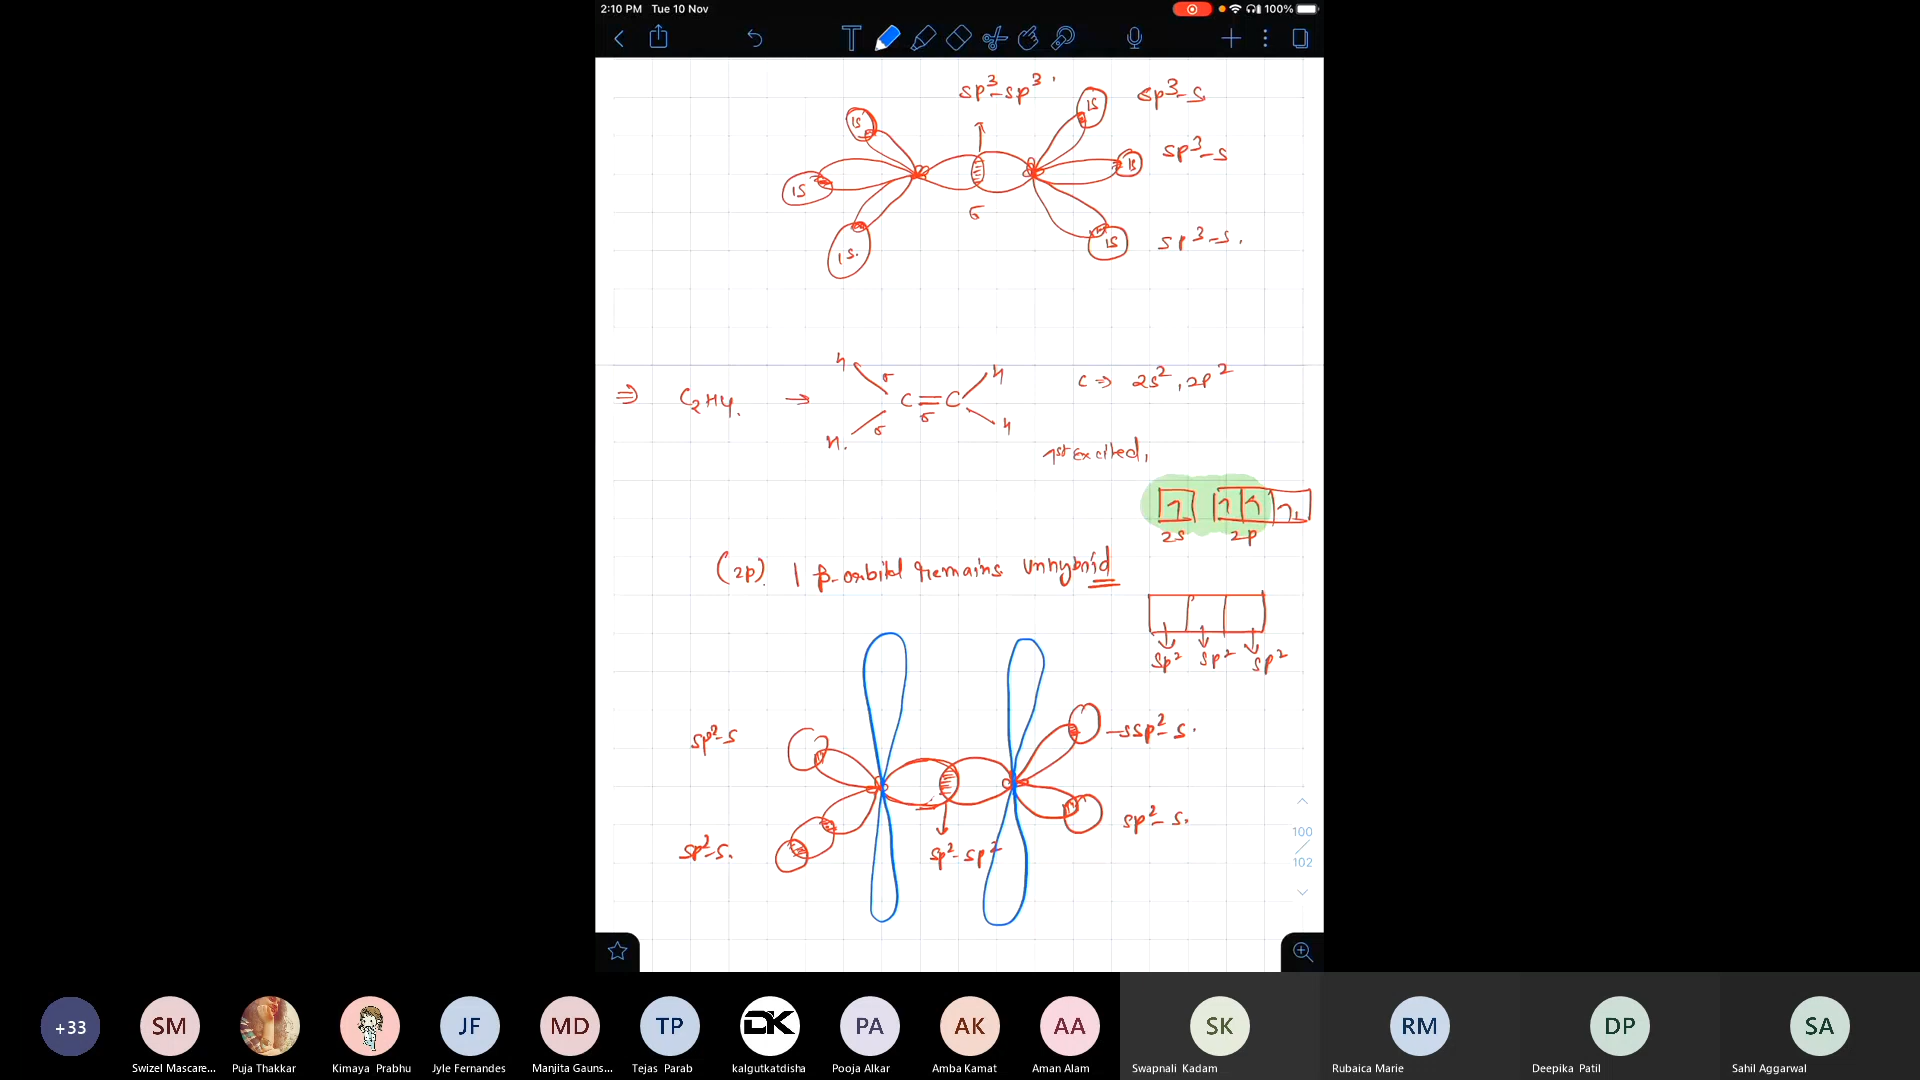 2:10 PM Tue 10 Nov
100%
sp³-sp³
sp³-s
1s
1s
sp³-s
1s
1s
σ
sp³-s.
1s.
1s
H
H
C ⇒ 2s², 2p²
⇒ C₂H₄. → C=C
σ
σ
σ
H.
H
1st Excited,
2s 2p
(2p). 1 p-orbital remains unhybrid
sp² sp² sp²
sp²-s
sp²-s.
sp²-s.
sp²-s.
sp²-sp²
100
102
+33
SM
JF
MD
TP
DK
PA
AK
AA
SK
RM
DP
SA
Swizel Mascare...
Puja Thakkar
Kimaya Prabhu
Jyle Fernandes
Manjita Gauns...
Tejas Parab
kalgutkatdisha
Pooja Alkar
Amba Kamat
Aman Alam
Swapnali Kadam
Rubaica Marie
Deepika Patil
Sahil Aggarwal